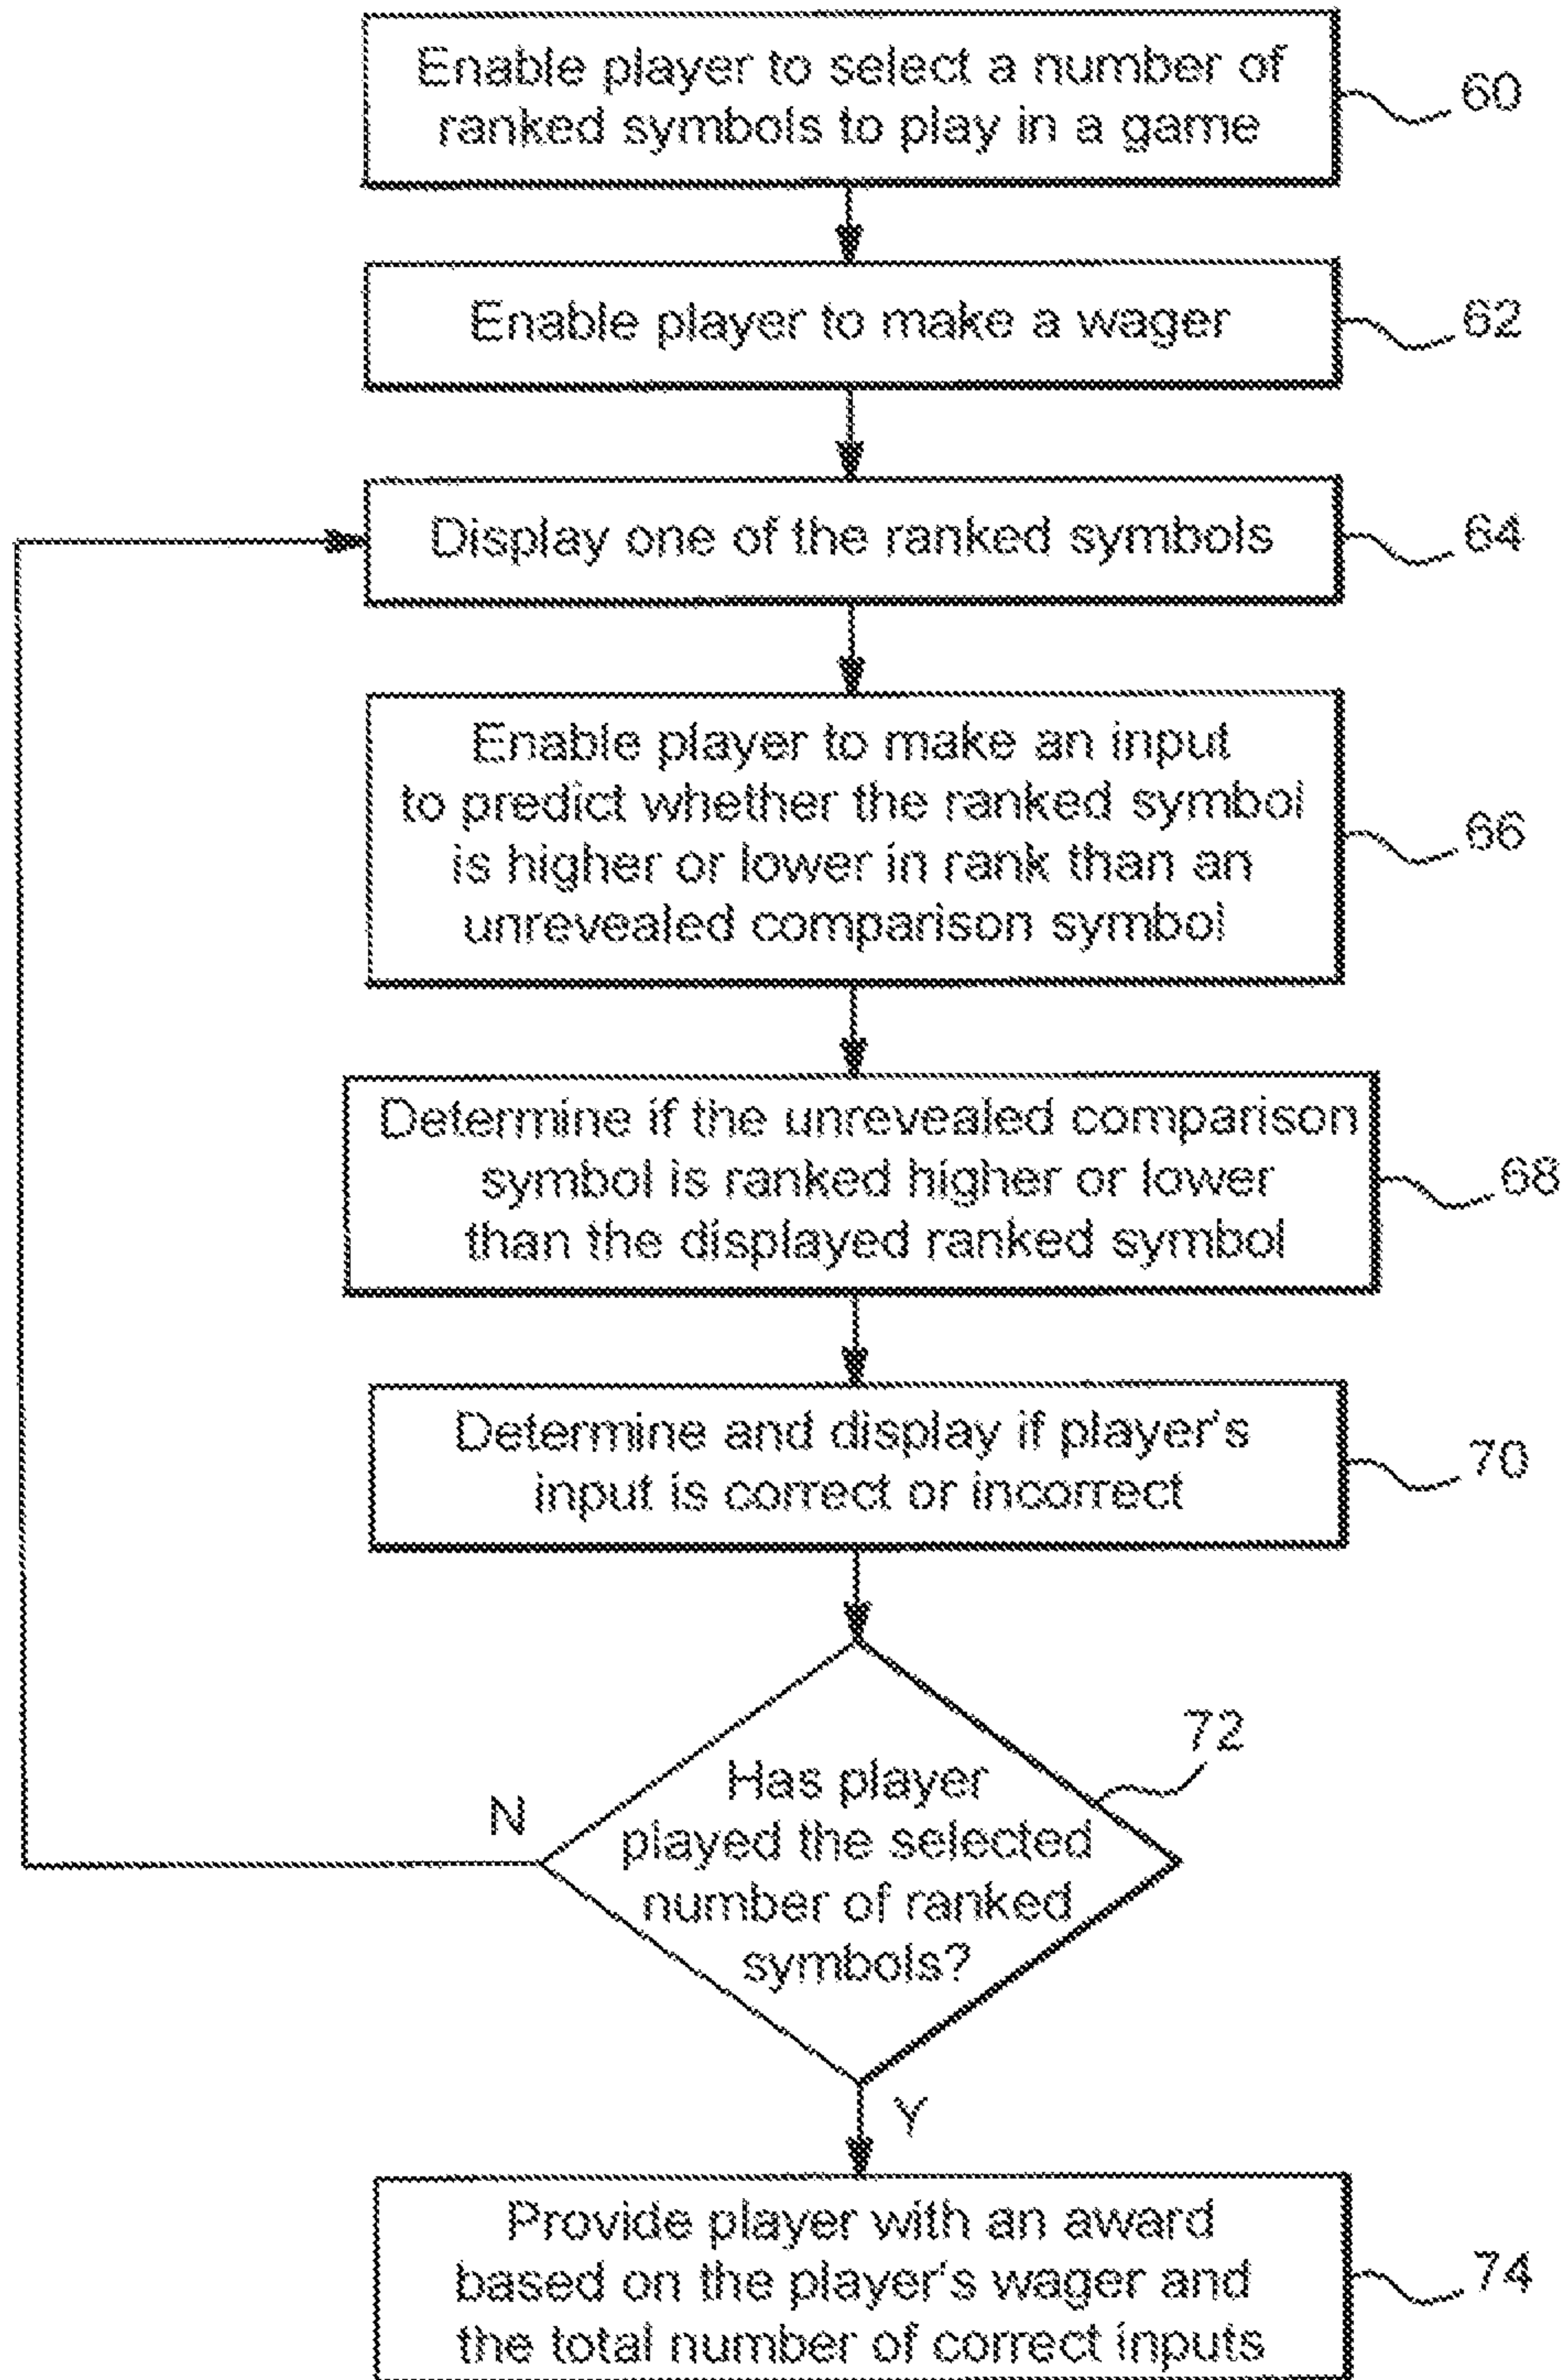 Enable player to select a number of
ranked symbols to play in a game
60
Enable player to make a wager
62
Display one of the ranked symbols
64
Enable player to make an input
to predict whether the ranked symbol
is higher or lower in rank than an
unrevealed comparison symbol
66
Determine if the unrevealed comparison
symbol is ranked higher or lower
than the displayed ranked symbol
68
Determine and display if player's
input is correct or incorrect
70
72
Has player
played the selected
number of ranked
symbols?
N
Y
Provide player with an award
based on the player's wager and
the total number of correct inputs
74